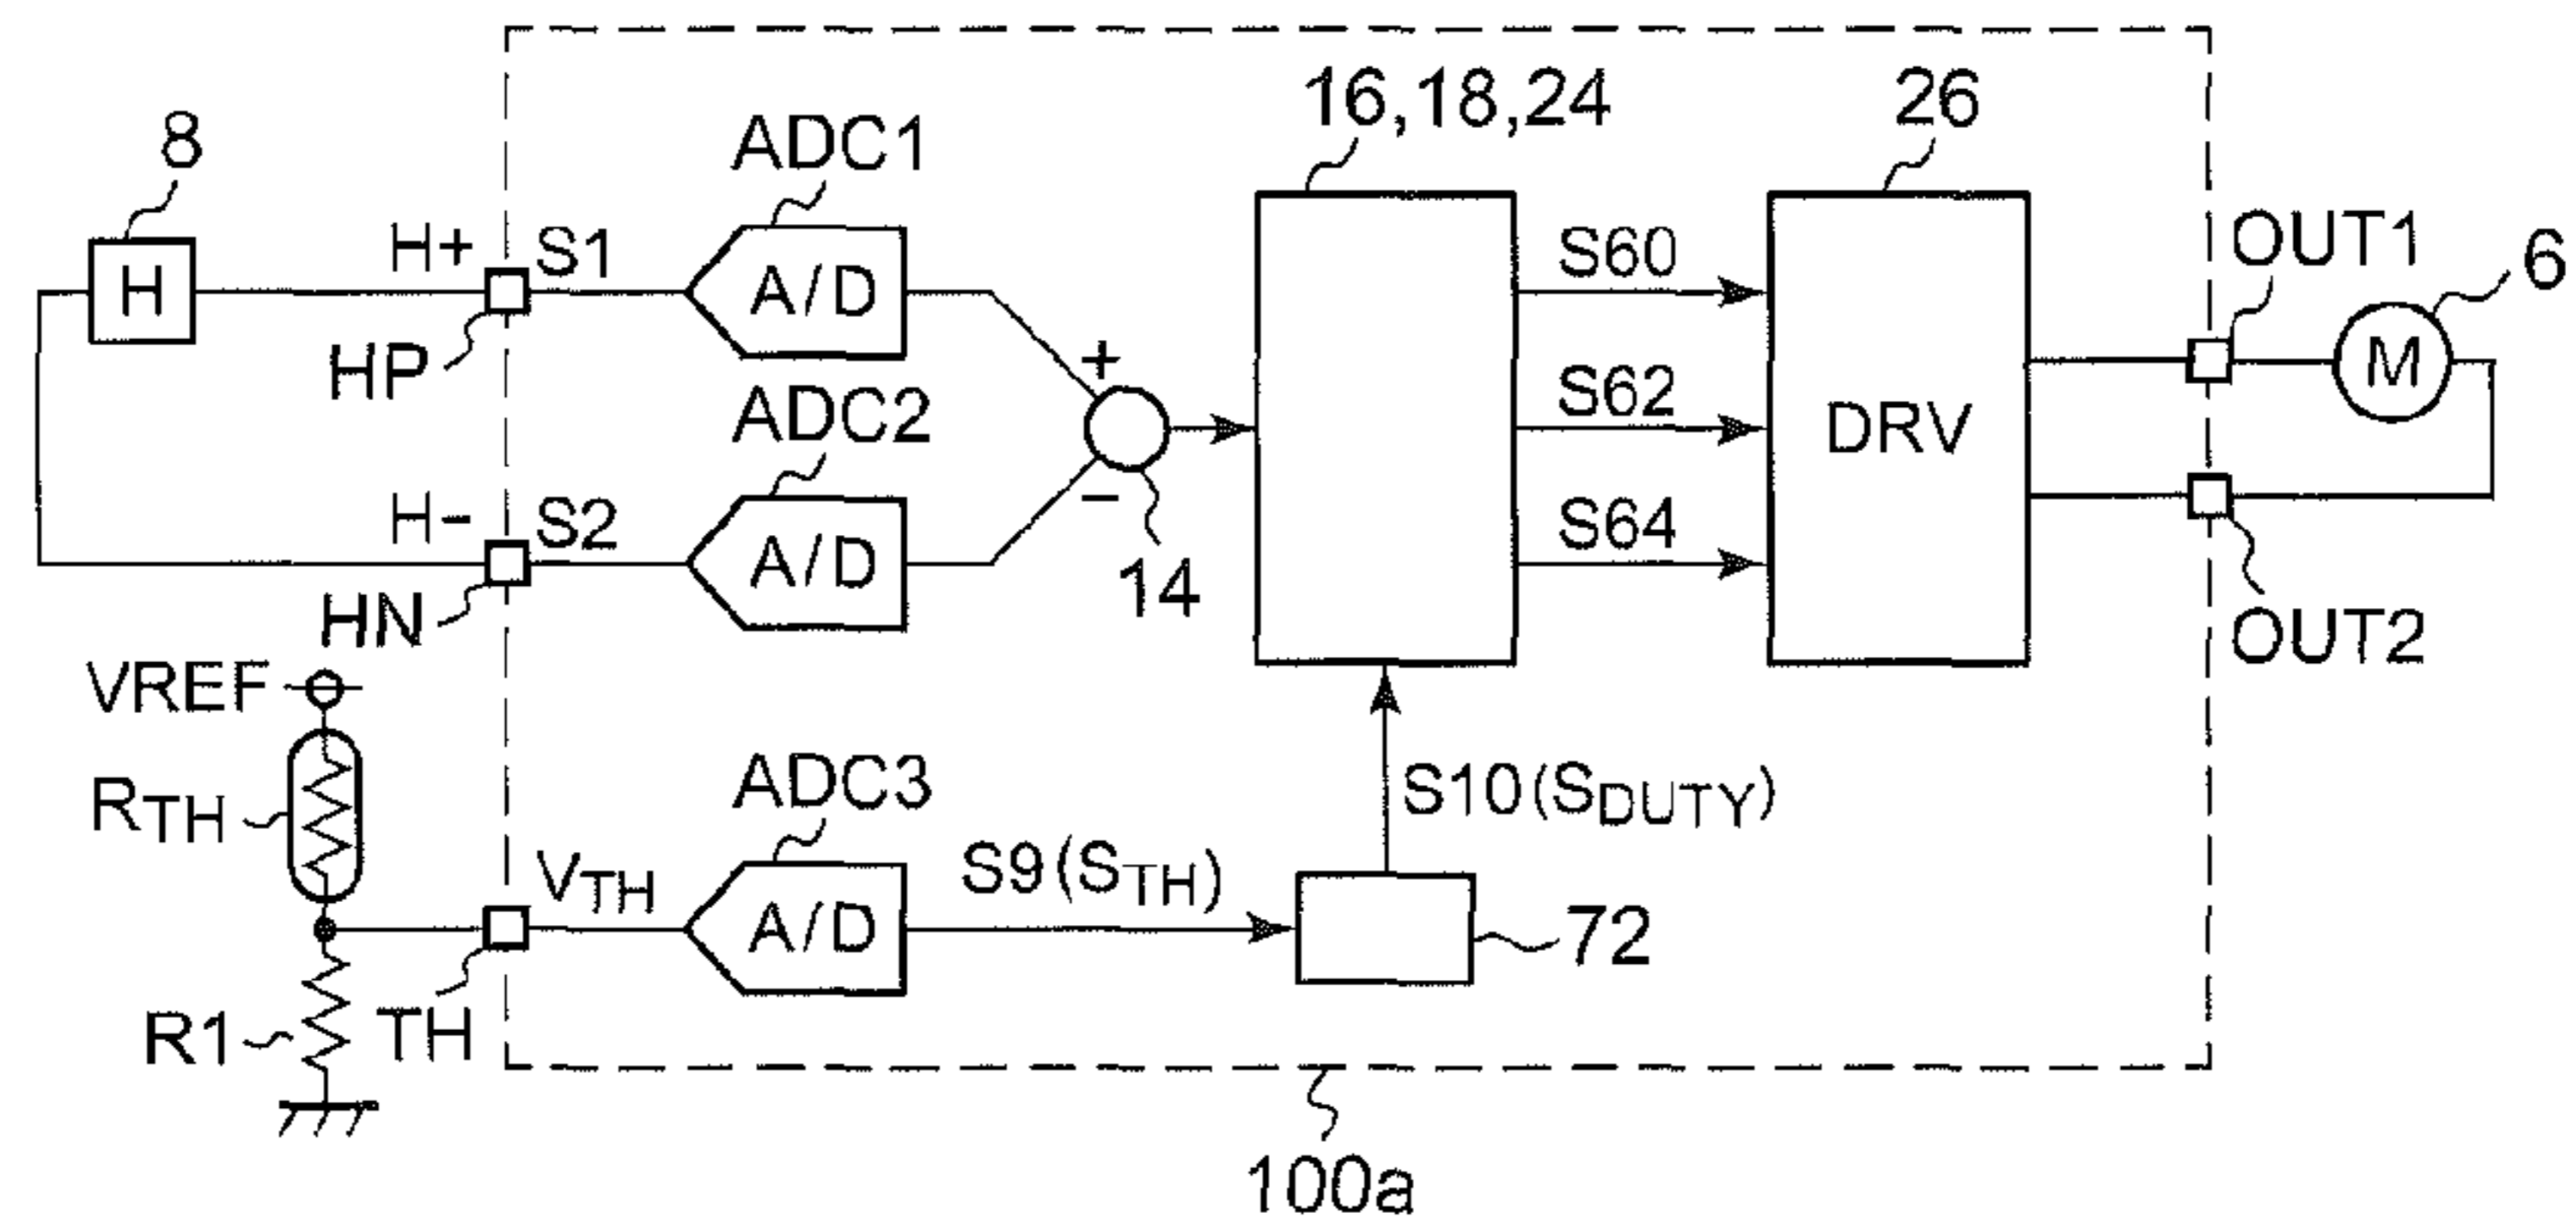 16,18,24
26
8
ADC1
H+
S1
H
A/D
HP
S60
OUT1
6
M
+
ADC2
S62
DRV
H-
S2
A/D
-
14
S64
HN
OUT2
VREF
RTH
ADC3
S10(SDUTY)
VTH
A/D
S9(STH)
72
R1
TH
100a